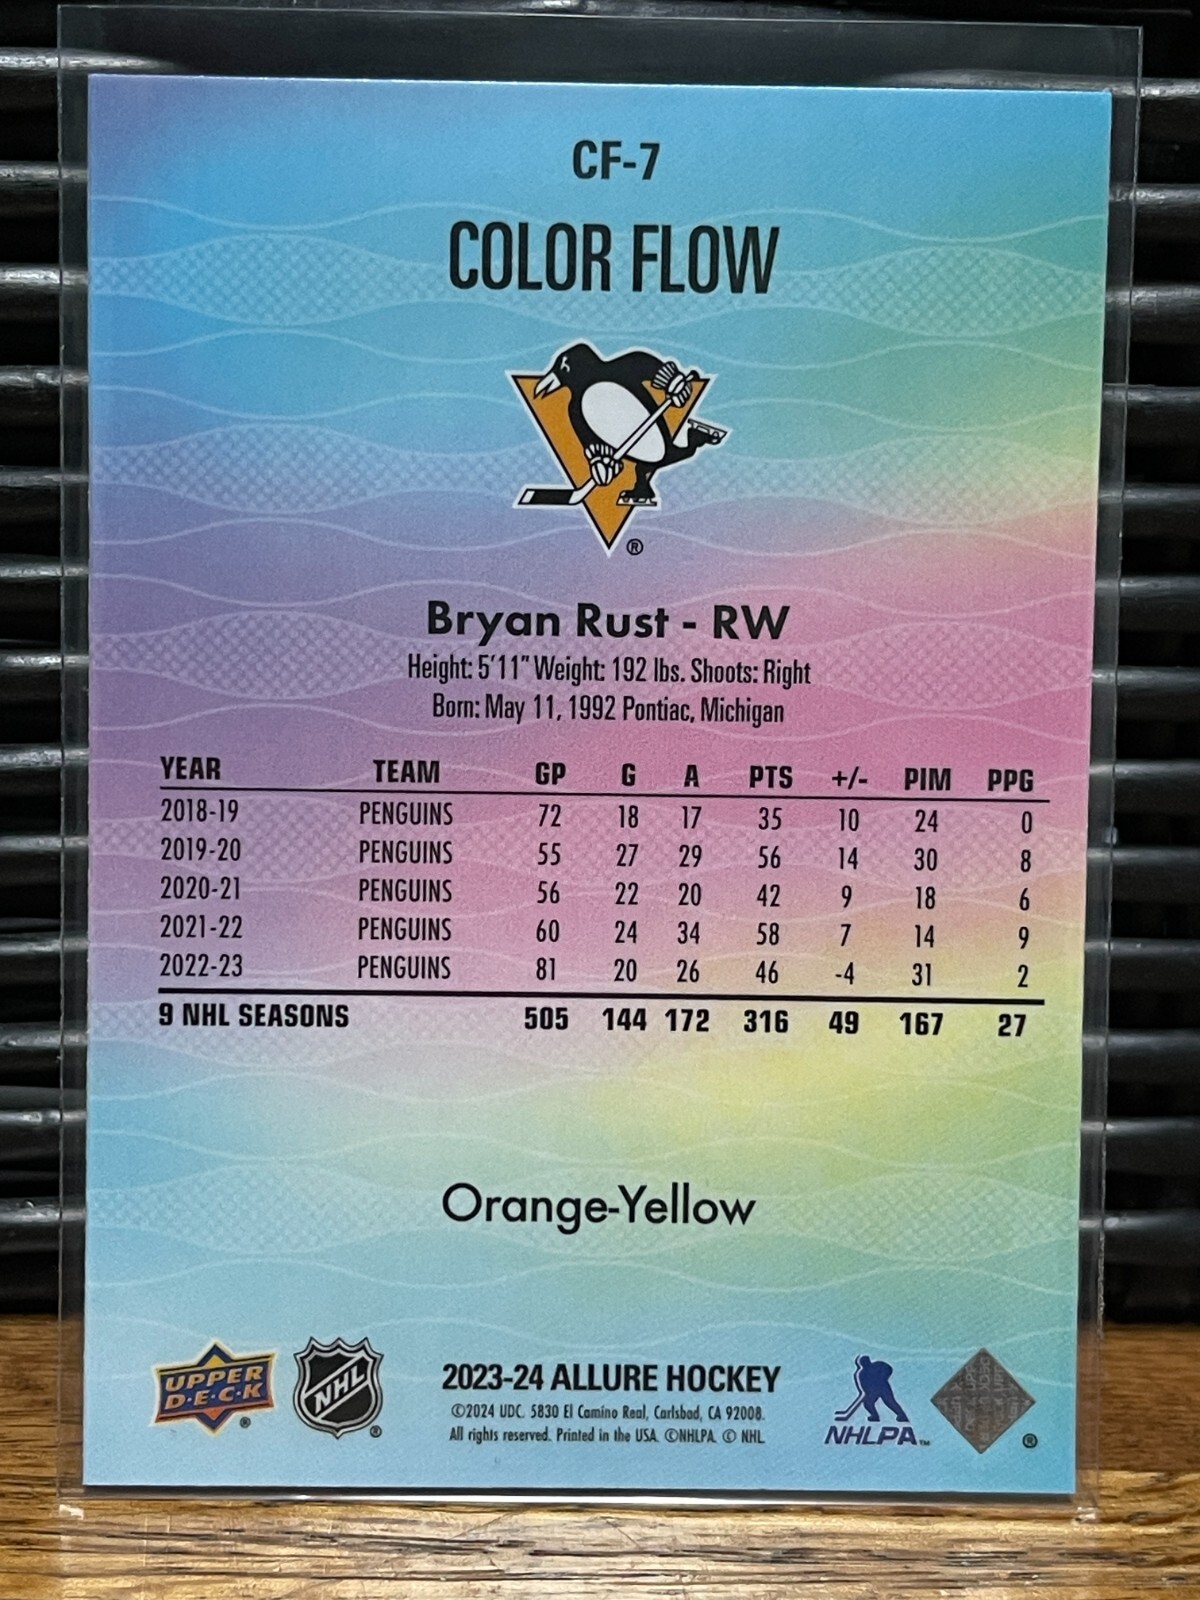 CF-7
COLOR FLOW
®
Bryan Rust - RW
Height: 5'11" Weight: 192 lbs. Shoots: Right
Born: May 11, 1992 Pontiac, Michigan
YEAR TEAM GP G A PTS +/- PIM PPG
2018-19 PENGUINS 72 18 17 35 10 24 0
2019-20 PENGUINS 55 27 29 56 14 30 8
2020-21 PENGUINS 56 22 20 42 9 18 6
2021-22 PENGUINS 60 24 34 58 7 14 9
2022-23 PENGUINS 81 20 26 46 -4 31 2
9 NHL SEASONS 505 144 172 316 49 167 27
Orange-Yellow
UPPER
D·E·C·K ®
NHL ®
2023-24 ALLURE HOCKEY
©2024 UDC. 5830 El Camino Real, Carlsbad, CA 92008.
All rights reserved. Printed in the USA. ©NHLPA. © NHL.
NHLPA™
®